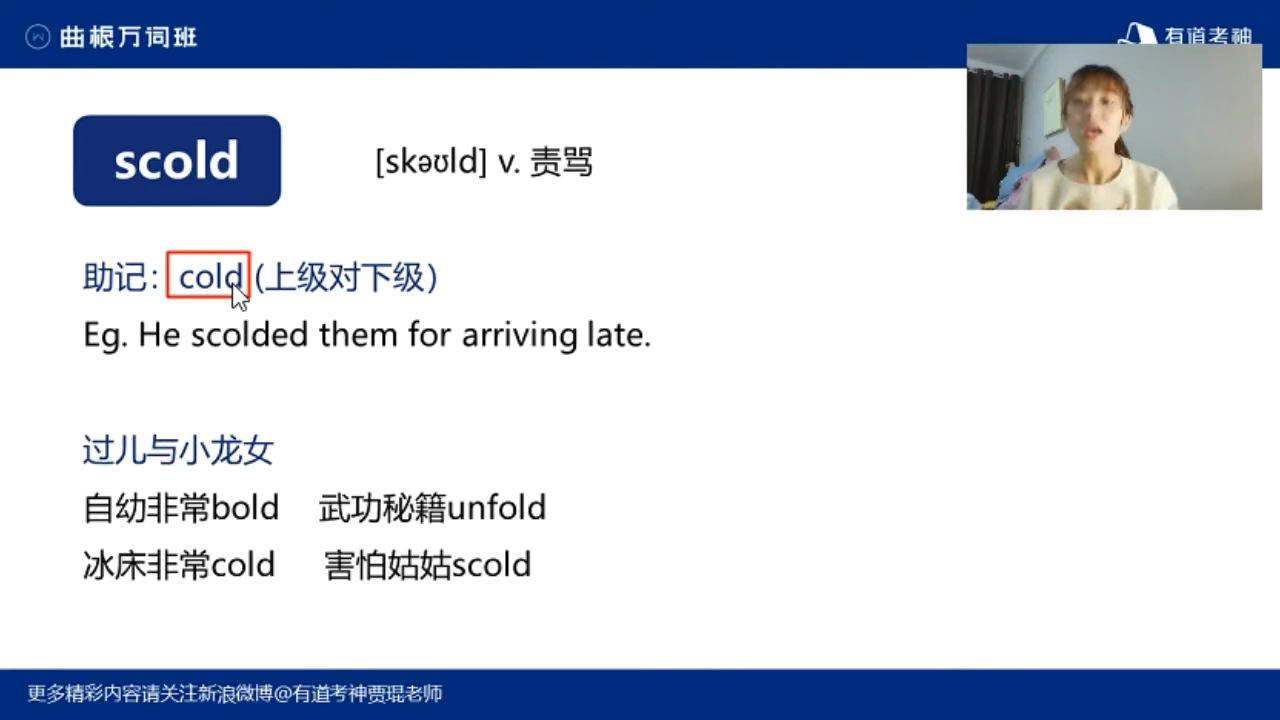 曲根万词班
有道考神
scold
[skəʊld] v. 责骂
助记：cold (上级对下级）
Eg. He scolded them for arriving late.
过儿与小龙女
自幼非常bold 武功秘籍unfold
冰床非常cold 害怕姑姑scold
更多精彩内容请关注新浪微博@有道考神贾琨老师